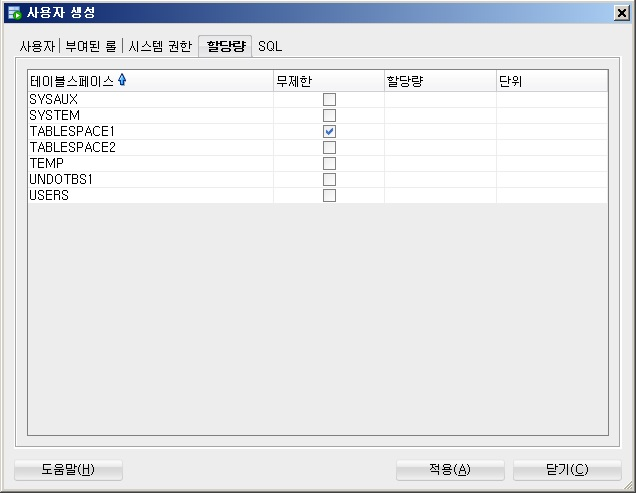 사용자 생성
사용자 부여된 롤 시스템 권한 할당량 SQL
테이블스페이스 무제한 할당량 단위
SYSAUX
SYSTEM
TABLESPACE1
TABLESPACE2
TEMP
UNDOTBS1
USERS
도움말(H) 적용(A) 닫기(C)